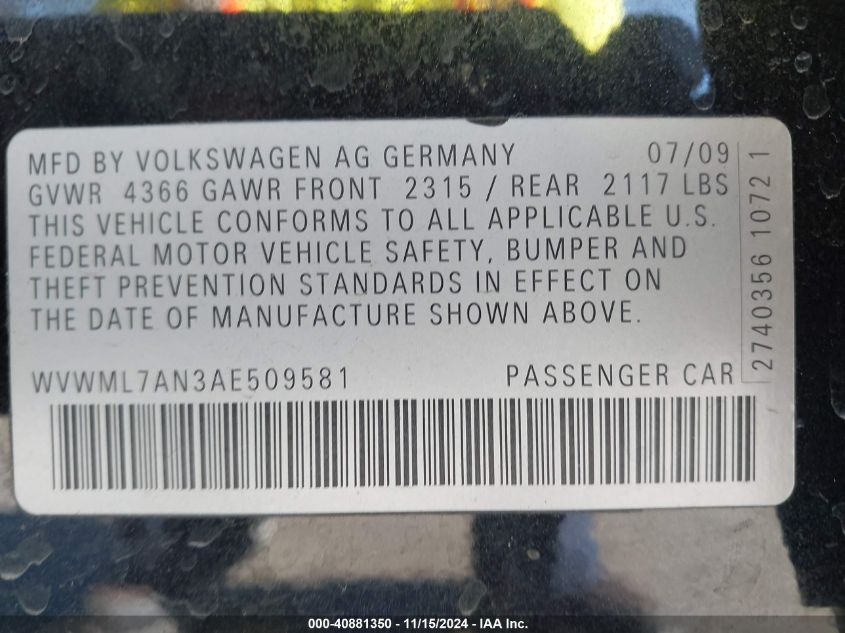 MFD BY VOLKSWAGEN AG GERMANY 07/09
GVWR 4366 GAWR FRONT 2315 / REAR 2117 LBS
THIS VEHICLE CONFORMS TO ALL APPLICABLE U.S.
FEDERAL MOTOR VEHICLE SAFETY, BUMPER AND
THEFT PREVENTION STANDARDS IN EFFECT ON
THE DATE OF MANUFACTURE SHOWN ABOVE.
WVWML7AN3AE509581 PASSENGER CAR
2740356 1072 1
000-40881350 - 11/15/2024 - IAA Inc.